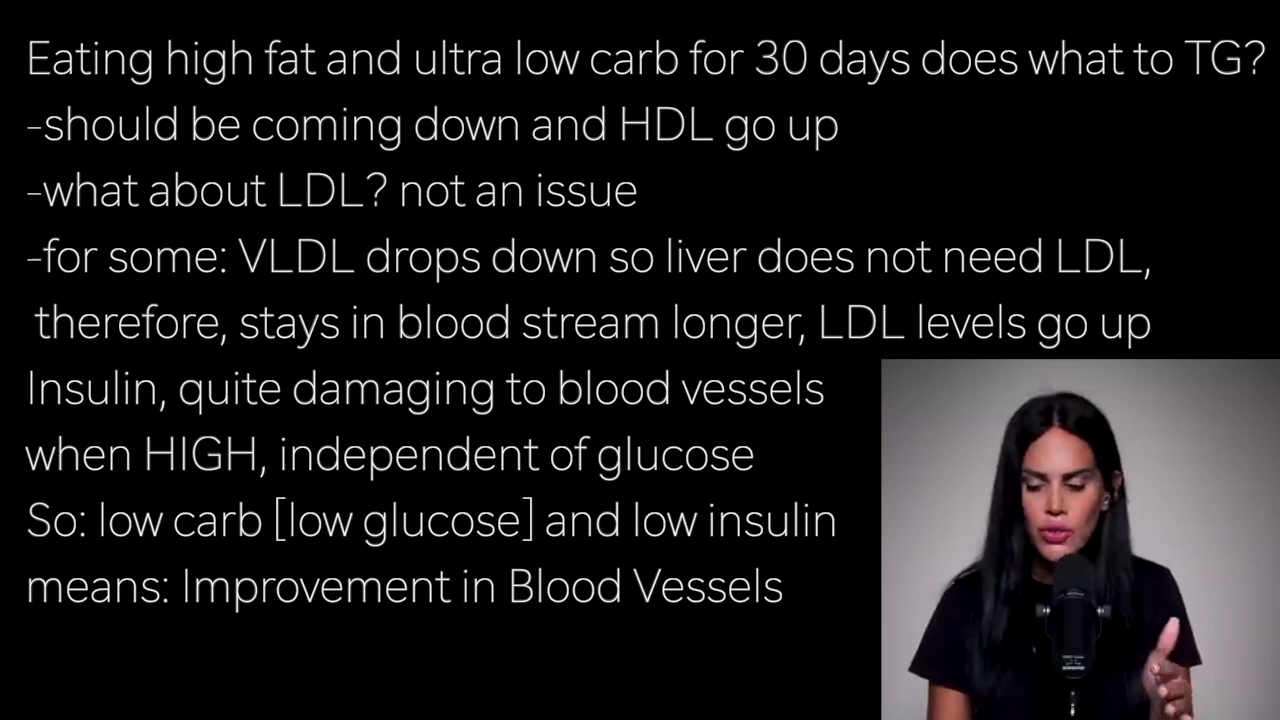 Eating high fat and ultra low carb for 30 days does what to TG?
-should be coming down and HDL go up
-what about LDL? not an issue
-for some: VLDL drops down so liver does not need LDL,
therefore, stays in blood stream longer, LDL levels go up
Insulin, quite damaging to blood vessels
when HIGH, independent of glucose
So: low carb [low glucose] and low insulin
means: Improvement in Blood Vessels